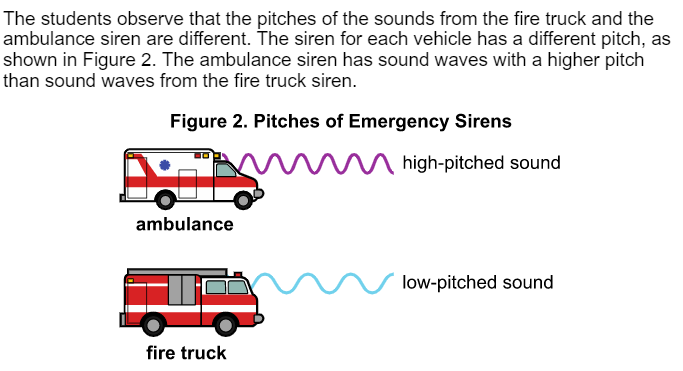 The students observe that the pitches of the sounds from the fire truck and the
ambulance siren are different. The siren for each vehicle has a different pitch, as
shown in Figure 2. The ambulance siren has sound waves with a higher pitch
than sound waves from the fire truck siren.
Figure 2. Pitches of Emergency Sirens
high-pitched sound
ambulance
low-pitched sound
fire truck